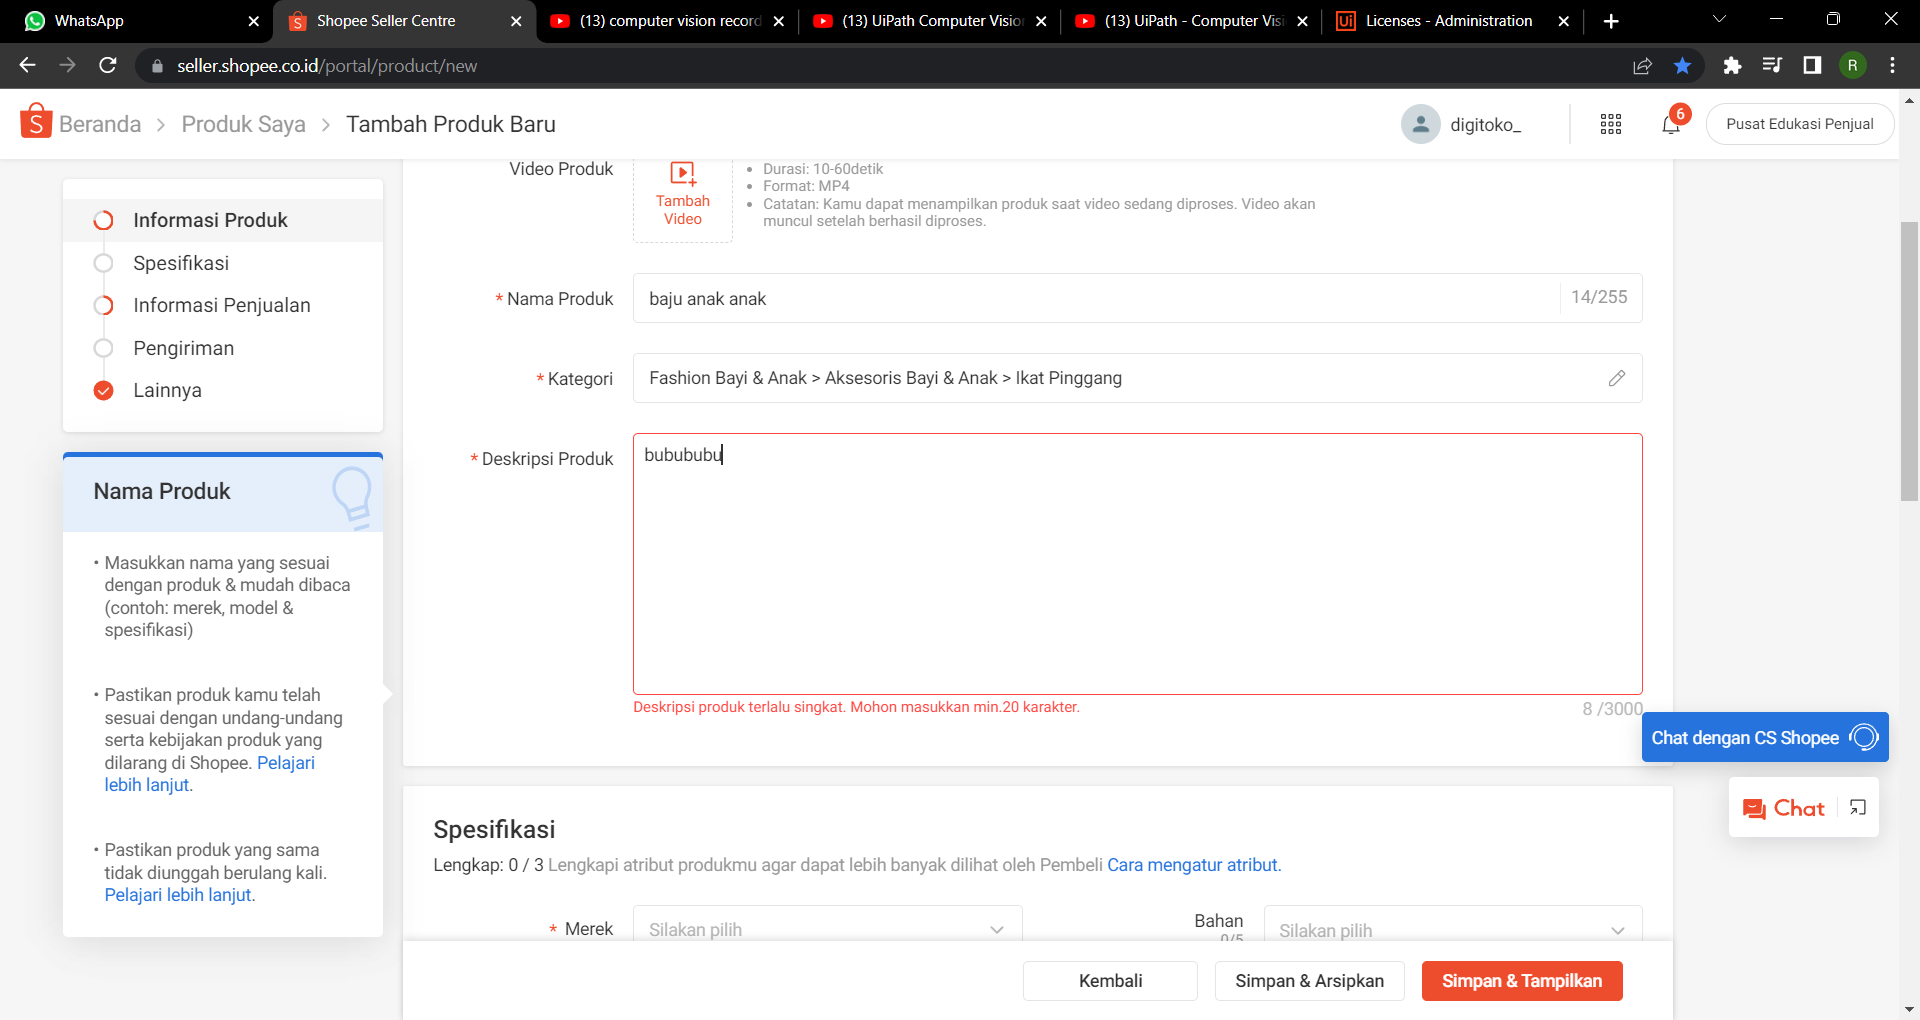 WhatsApp
Shopee Seller Centre
(13) computer vision record
(13) UiPath Computer Vision
(13) UiPath - Computer Vis
Licenses - Administration
seller.shopee.co.id/portal/product/new
R
Beranda > Produk Saya > Tambah Produk Baru
digitoko_
6
Pusat Edukasi Penjual
Informasi Produk
Spesifikasi
Informasi Penjualan
Pengiriman
Lainnya
Nama Produk
• Masukkan nama yang sesuai
dengan produk & mudah dibaca
(contoh: merek, model &
spesifikasi)
• Pastikan produk kamu telah
sesuai dengan undang-undang
serta kebijakan produk yang
dilarang di Shopee. Pelajari
lebih lanjut.
• Pastikan produk yang sama
tidak diunggah berulang kali.
Pelajari lebih lanjut.
Video Produk
Tambah
Video
• Durasi: 10-60detik
• Format: MP4
• Catatan: Kamu dapat menampilkan produk saat video sedang diproses. Video akan
muncul setelah berhasil diproses.
* Nama Produk
baju anak anak
14/255
* Kategori
Fashion Bayi & Anak > Aksesoris Bayi & Anak > Ikat Pinggang
* Deskripsi Produk
bubububu
Deskripsi produk terlalu singkat. Mohon masukkan min.20 karakter.
8 /3000
Chat dengan CS Shopee
Chat
Spesifikasi
Lengkap: 0 / 3 Lengkapi atribut produkmu agar dapat lebih banyak dilihat oleh Pembeli Cara mengatur atribut.
* Merek
Silakan pilih
Bahan
0/5
Silakan pilih
Kembali
Simpan & Arsipkan
Simpan & Tampilkan